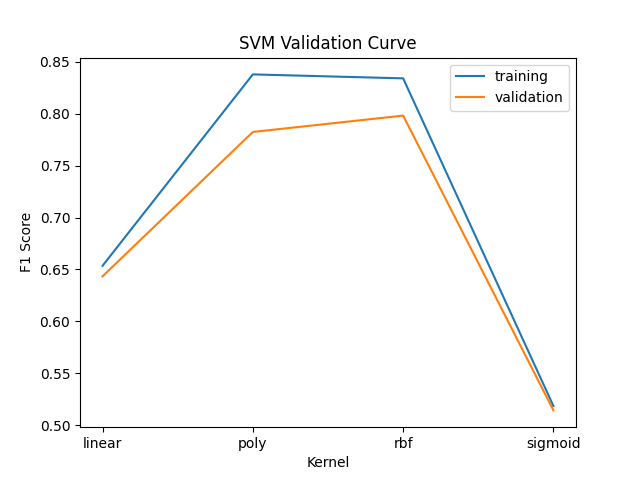 SVM Validation Curve
training
validation
0.85
0.80
0.75
0.70
0.65
0.60
0.55
0.50
F1 Score
linear poly rbf sigmoid
Kernel